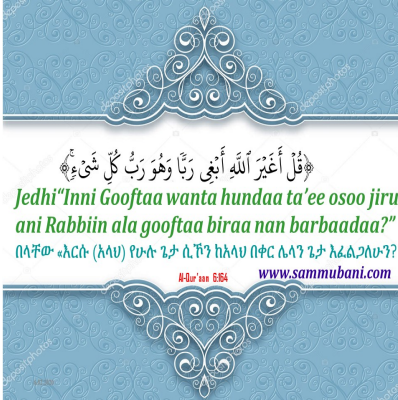 ﴿قُلْ أَغَيْرَ ٱللَّهِ أَبْغِى رَبًّا وَهُوَ رَبُّ كُلِّ شَىْءٍۢ ۚ﴾
Jedhi“Inni Gooftaa wanta hundaa ta’ee osoo jiru
ani Rabbiin ala gooftaa biraa nan barbaadaa?”
በላቸው «እርሱ (አላህ) የሁሉ ጌታ ሲኾን ከአላህ በቀር ሌላን ጌታ እፈልጋለሁን?
Al-Qur'aan 6:164
www.sammubani.com